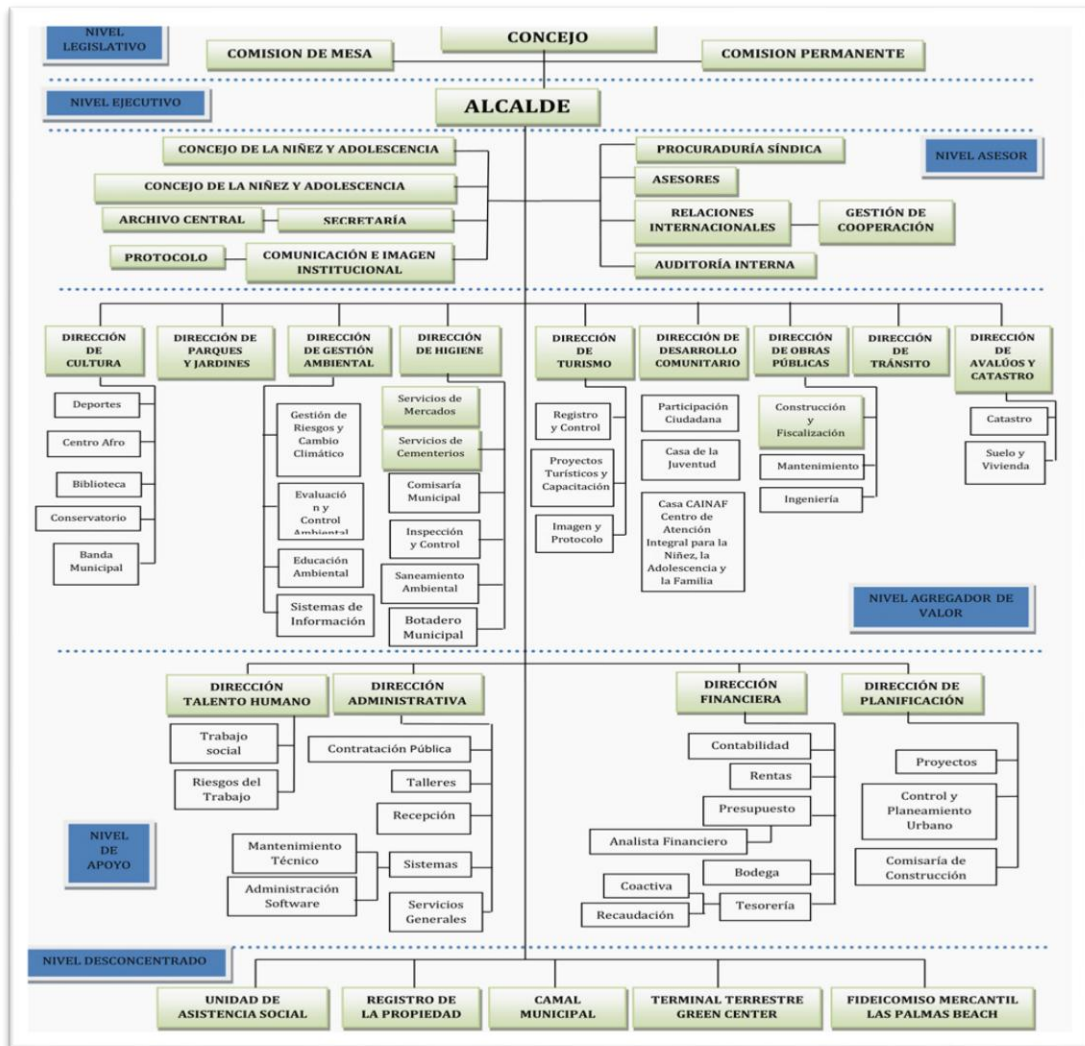 NIVEL
LEGISLATIVO
CONCEJO
COMISION DE MESA
COMISION PERMANENTE
NIVEL EJECUTIVO
ALCALDE
CONCEJO DE LA NIÑEZ Y ADOLESCENCIA
PROCURADURÍA SÍNDICA
NIVEL ASESOR
CONCEJO DE LA NIÑEZ Y ADOLESCENCIA
ASESORES
ARCHIVO CENTRAL
SECRETARÍA
RELACIONES
INTERNACIONALES
GESTIÓN DE
COOPERACIÓN
PROTOCOLO
COMUNICACIÓN E IMAGEN
INSTITUCIONAL
AUDITORÍA INTERNA
DIRECCIÓN
DE
CULTURA
DIRECCIÓN DE
PARQUES
Y JARDINES
DIRECCIÓN
DE GESTIÓN
AMBIENTAL
DIRECCIÓN
DE HIGIENE
DIRECCIÓN
DE
TURISMO
DIRECCIÓN DE
DESARROLLO
COMUNITARIO
DIRECCIÓN
DE OBRAS
PÚBLICAS
DIRECCIÓN
DE
TRÁNSITO
DIRECCIÓN
DE
AVALÚOS Y
CATASTRO
Deportes
Centro Afro
Biblioteca
Conservatorio
Banda
Municipal
Gestión de
Riesgos y
Cambio
Climático
Evaluació
n y
Control
Ambiental
Educación
Ambiental
Sistemas de
Información
Servicios de
Mercados
Servicios de
Cementerios
Comisaría
Municipal
Inspección
y Control
Saneamiento
Ambiental
Botadero
Municipal
Registro
y Control
Proyectos
Turísticos y
Capacitación
Imagen y
Protocolo
Participación
Ciudadana
Casa de la
Juventud
Casa CAINAF
Centro de
Atención
Integral para la
Niñez, la
Adolescencia y
la Familia
Construcción
y
Fiscalización
Mantenimiento
Ingeniería
Catastro
Suelo y
Vivienda
NIVEL AGREGADOR DE
VALOR
DIRECCIÓN
TALENTO HUMANO
DIRECCIÓN
ADMINISTRATIVA
DIRECCIÓN
FINANCIERA
DIRECCIÓN DE
PLANIFICACIÓN
Trabajo
social
Riesgos del
Trabajo
Contratación Pública
Talleres
Recepción
Mantenimiento
Técnico
Sistemas
Administración
Software
Servicios
Generales
Contabilidad
Rentas
Presupuesto
Analista Financiero
Bodega
Coactiva
Recaudación
Tesorería
Proyectos
Control y
Planeamiento
Urbano
Comisaría de
Construcción
NIVEL
DE
APOYO
NIVEL DESCONCENTRADO
UNIDAD DE
ASISTENCIA SOCIAL
REGISTRO DE
LA PROPIEDAD
CAMAL
MUNICIPAL
TERMINAL TERRESTRE
GREEN CENTER
FIDEICOMISO MERCANTIL
LAS PALMAS BEACH